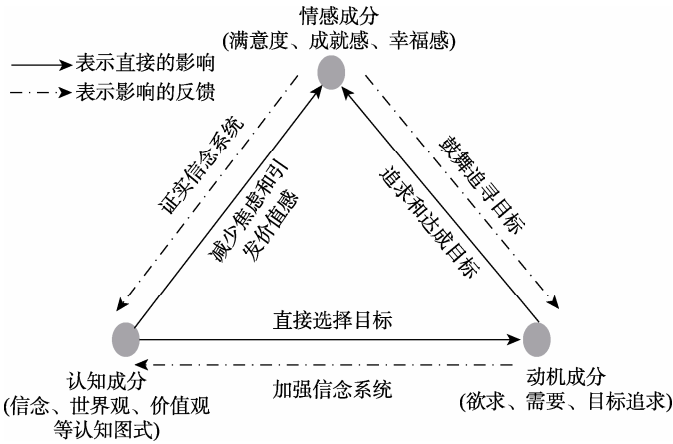 情感成分
(满意度、成就感、幸福感)
表示直接的影响
表示影响的反馈
证实信念系统
减少焦虑和引
发价值感
追求和达成目标
鼓舞追寻目标
直接选择目标
加强信念系统
认知成分
(信念、世界观、价值观
等认知图式)
动机成分
(欲求、需要、目标追求)